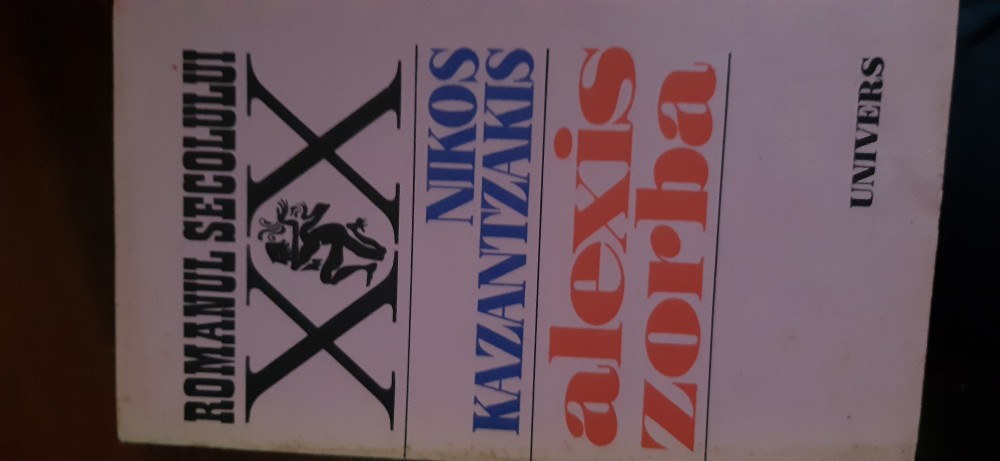 ROMANUL SECOLULUI
XX
NIKOS
KAZANTZAKIS
alexis
zorba
UNIVERS